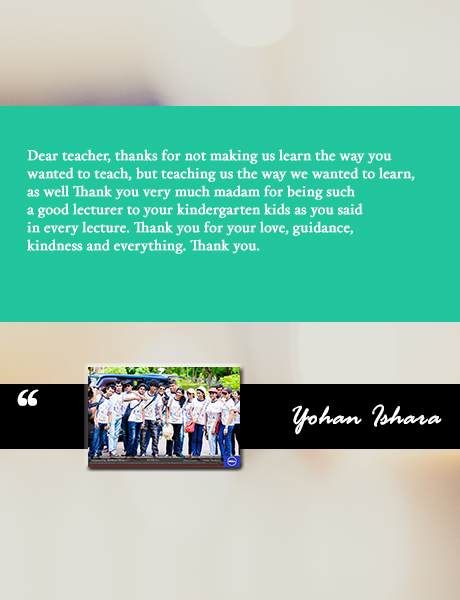 Dear teacher, thanks for not making us learn the way you
wanted to teach, but teaching us the way we wanted to learn,
as well Thank you very much madam for being such
a good lecturer to your kindergarten kids as you said
in every lecture. Thank you for your love, guidance,
kindness and everything. Thank you.
“
Yohan Ishara